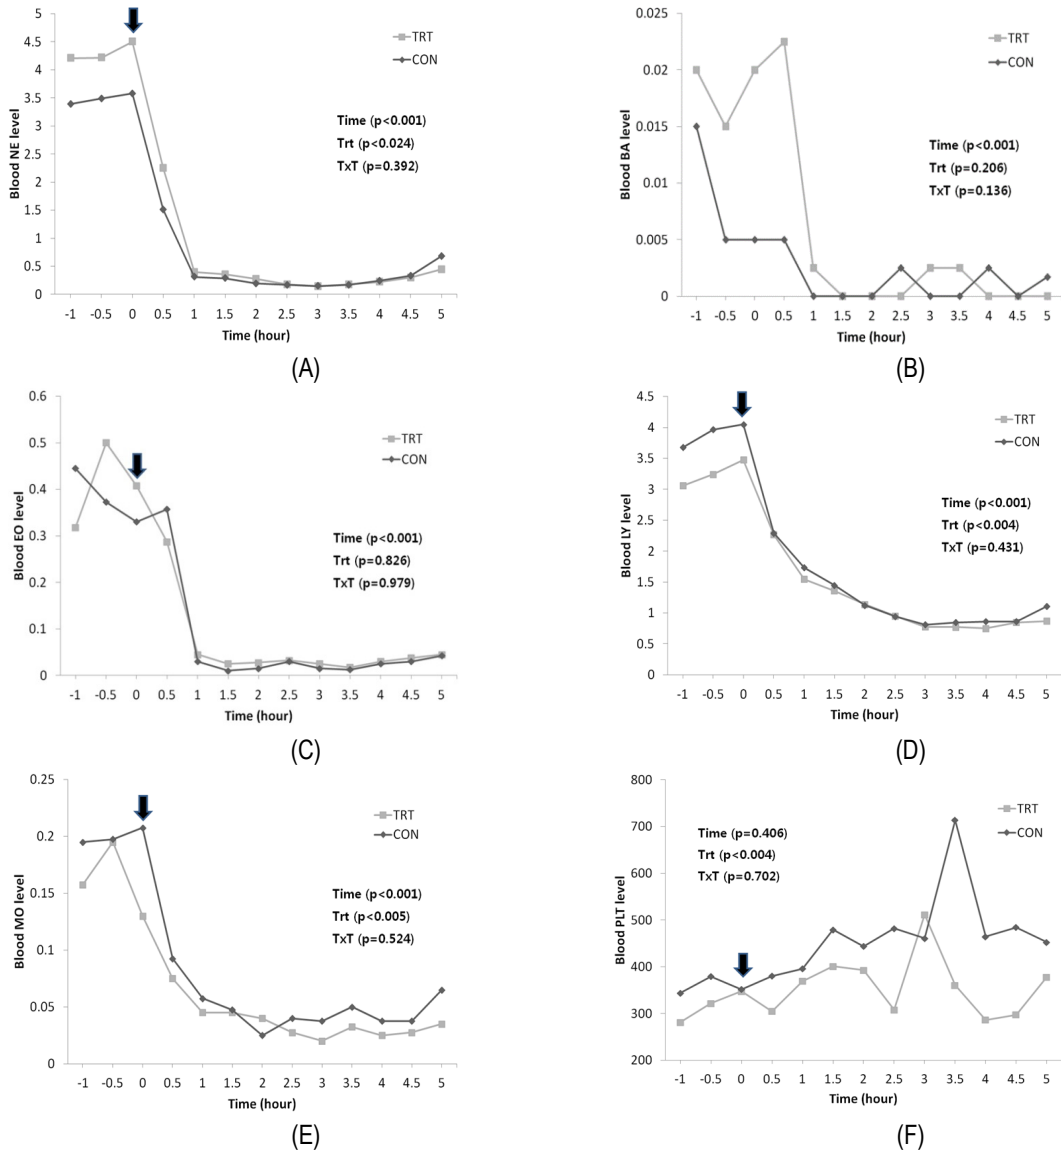 5
4.5
4
3.5
3
2.5
2
1.5
1
0.5
0
Blood NE level
TRT
CON
Time (p<0.001)
Trt (p<0.024)
TxT (p=0.392)
-1 -0.5 0 0.5 1 1.5 2 2.5 3 3.5 4 4.5 5
Time (hour)
(A)
0.025
0.02
0.015
0.01
0.005
0
Blood BA level
TRT
CON
Time (p<0.001)
Trt (p=0.206)
TxT (p=0.136)
-1 -0.5 0 0.5 1 1.5 2 2.5 3 3.5 4 4.5 5
Time (hour)
(B)
0.6
0.5
0.4
0.3
0.2
0.1
0
Blood EO level
TRT
CON
Time (p<0.001)
Trt (p=0.826)
TxT (p=0.979)
-1 -0.5 0 0.5 1 1.5 2 2.5 3 3.5 4 4.5 5
Time (hour)
(C)
4.5
4
3.5
3
2.5
2
1.5
1
0.5
0
Blood LY level
TRT
CON
Time (p<0.001)
Trt (p<0.004)
TxT (p=0.431)
-1 -0.5 0 0.5 1 1.5 2 2.5 3 3.5 4 4.5 5
Time (hour)
(D)
0.25
0.2
0.15
0.1
0.05
0
Blood MO level
TRT
CON
Time (p<0.001)
Trt (p<0.005)
TxT (p=0.524)
-1 -0.5 0 0.5 1 1.5 2 2.5 3 3.5 4 4.5 5
Time (hour)
(E)
800
700
600
500
400
300
200
Blood PLT level
TRT
CON
Time (p=0.406)
Trt (p<0.004)
TxT (p=0.702)
-1 -0.5 0 0.5 1 1.5 2 2.5 3 3.5 4 4.5 5
Time (hour)
(F)